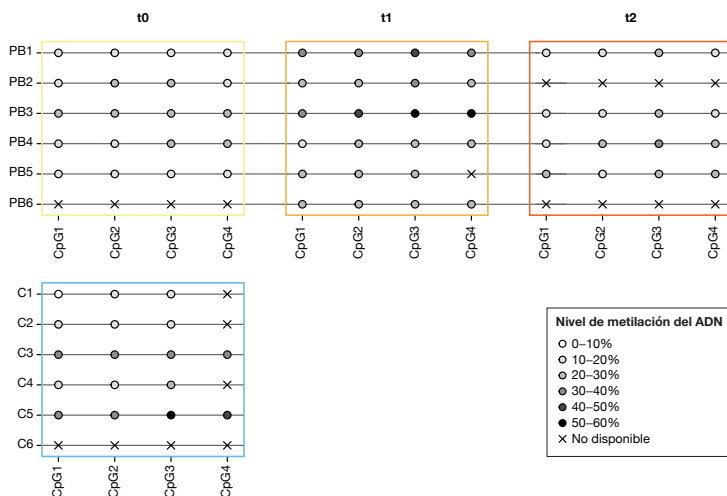 t0 t1 t2
PB1
PB2
PB3
PB4
PB5
PB6
CpG1 CpG2 CpG3 CpG4 CpG1 CpG2 CpG3 CpG4 CpG1 CpG2 CpG3 CpG4
C1
C2
C3
C4
C5
C6
CpG1 CpG2 CpG3 CpG4
Nivel de metilación del ADN
0–10%
10–20%
20–30%
30–40%
40–50%
50–60%
No disponible